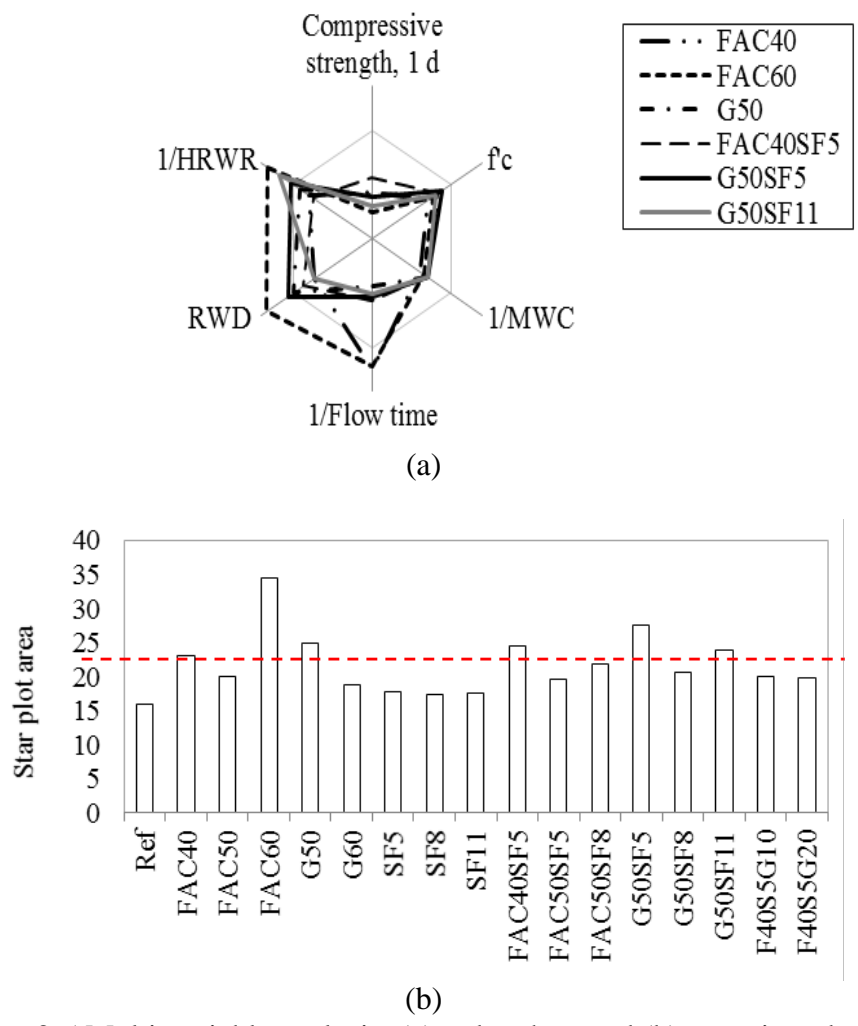 Compressive
strength, 1 d
f'c
1/MWC
1/Flow time
RWD
1/HRWR
FAC40
FAC60
G50
FAC40SF5
G50SF5
G50SF11
(a)
Star plot area
40
35
30
25
20
15
10
5
0
Ref
FAC40
FAC50
FAC60
G50
G60
SF5
SF8
SF11
FAC40SF5
FAC50SF5
FAC50SF8
G50SF5
G50SF8
G50SF11
F40S5G10
F40S5G20
(b)